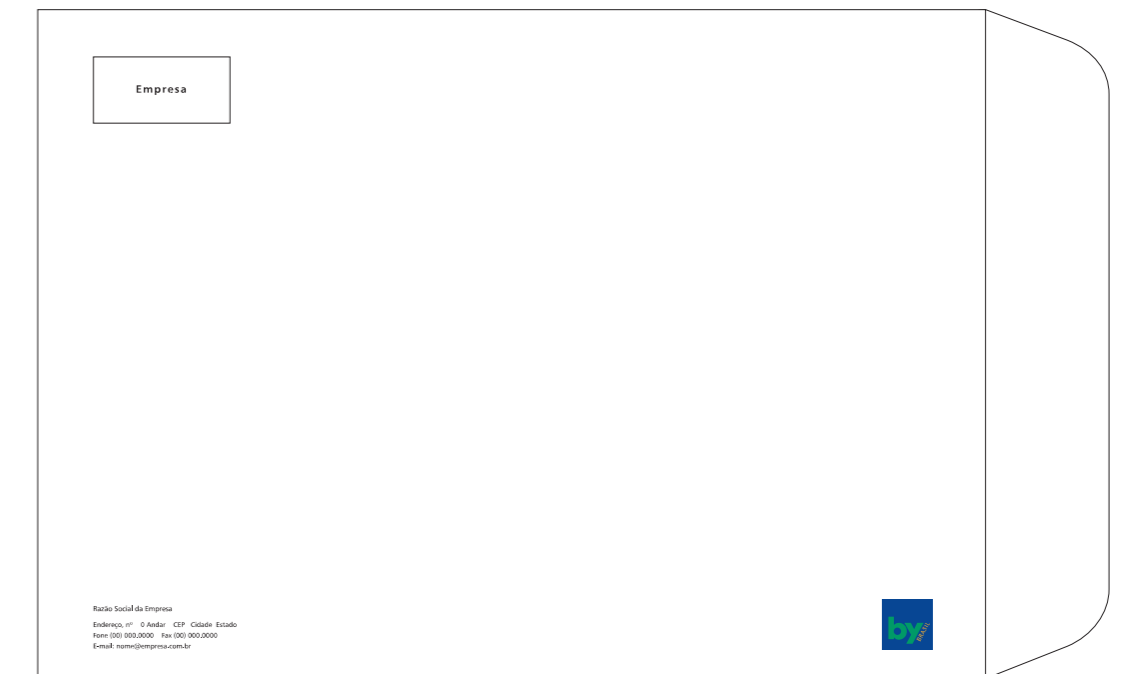 Empresa
Razão Social da Empresa
Endereço, nº 0 Andar CEP Cidade Estado
Fone (00) 000.0000 Fax (00) 000.0000
E-mail: nome@empresa.com.br
by
BRASIL